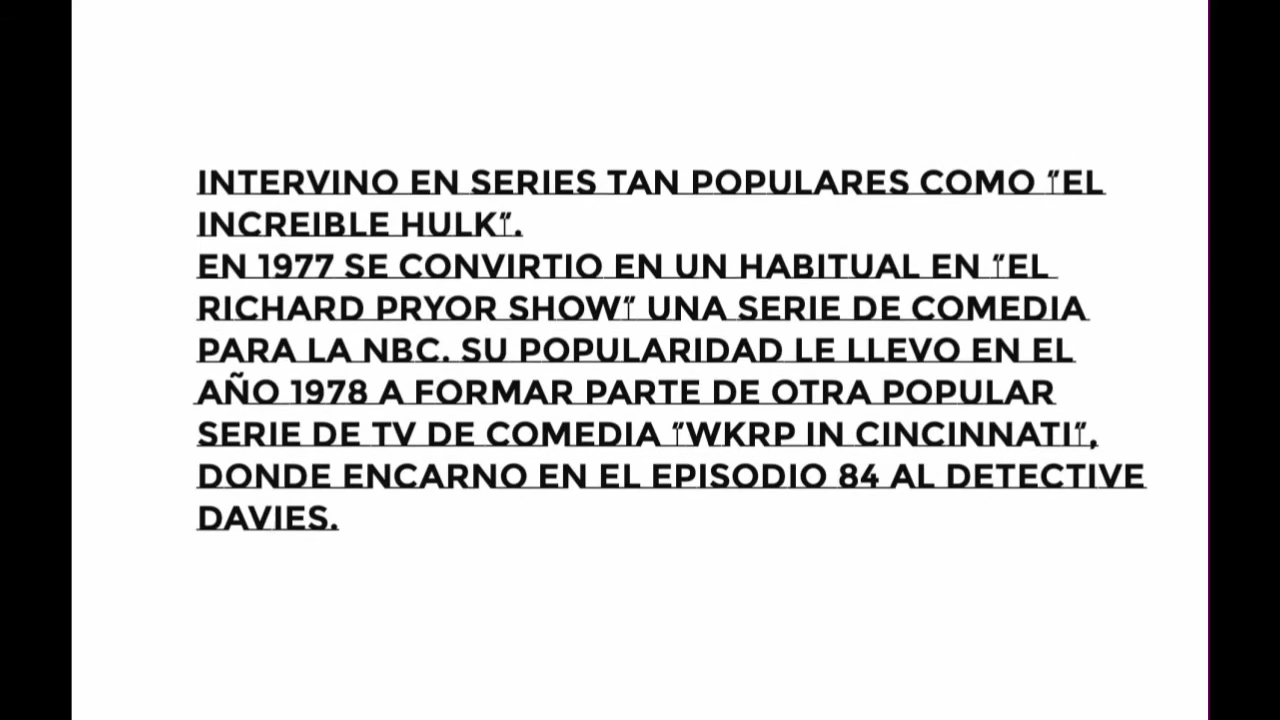 INTERVINO EN SERIES TAN POPULARES COMO "EL
INCREIBLE HULK".
EN 1977 SE CONVIRTIO EN UN HABITUAL EN "EL
RICHARD PRYOR SHOW" UNA SERIE DE COMEDIA
PARA LA NBC. SU POPULARIDAD LE LLEVO EN EL
AÑO 1978 A FORMAR PARTE DE OTRA POPULAR
SERIE DE TV DE COMEDIA "WKRP IN CINCINNATI",
DONDE ENCARNO EN EL EPISODIO 84 AL DETECTIVE
DAVIES.